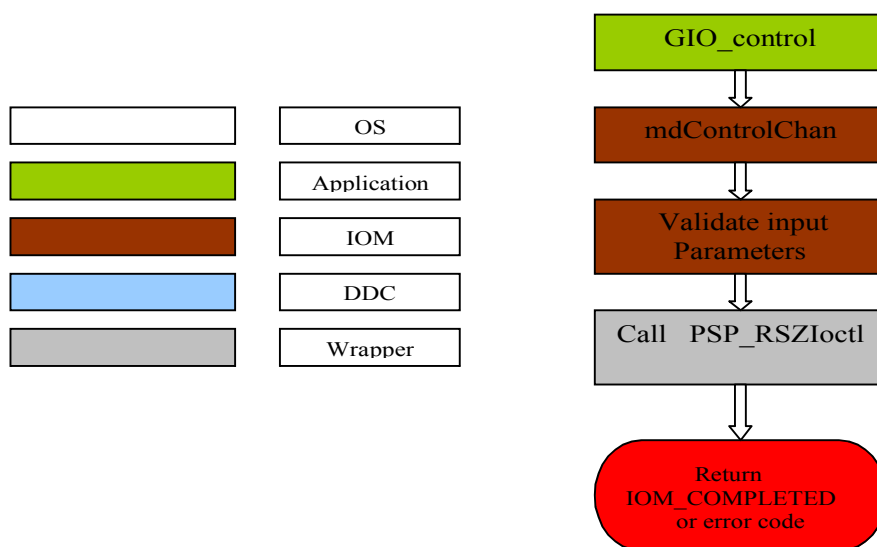 GIO_control
OS
mdControlChan
Application
IOM
Validate input
Parameters
DDC
Call PSP_RSZIoctl
Wrapper
Return
IOM_COMPLETED
or error code